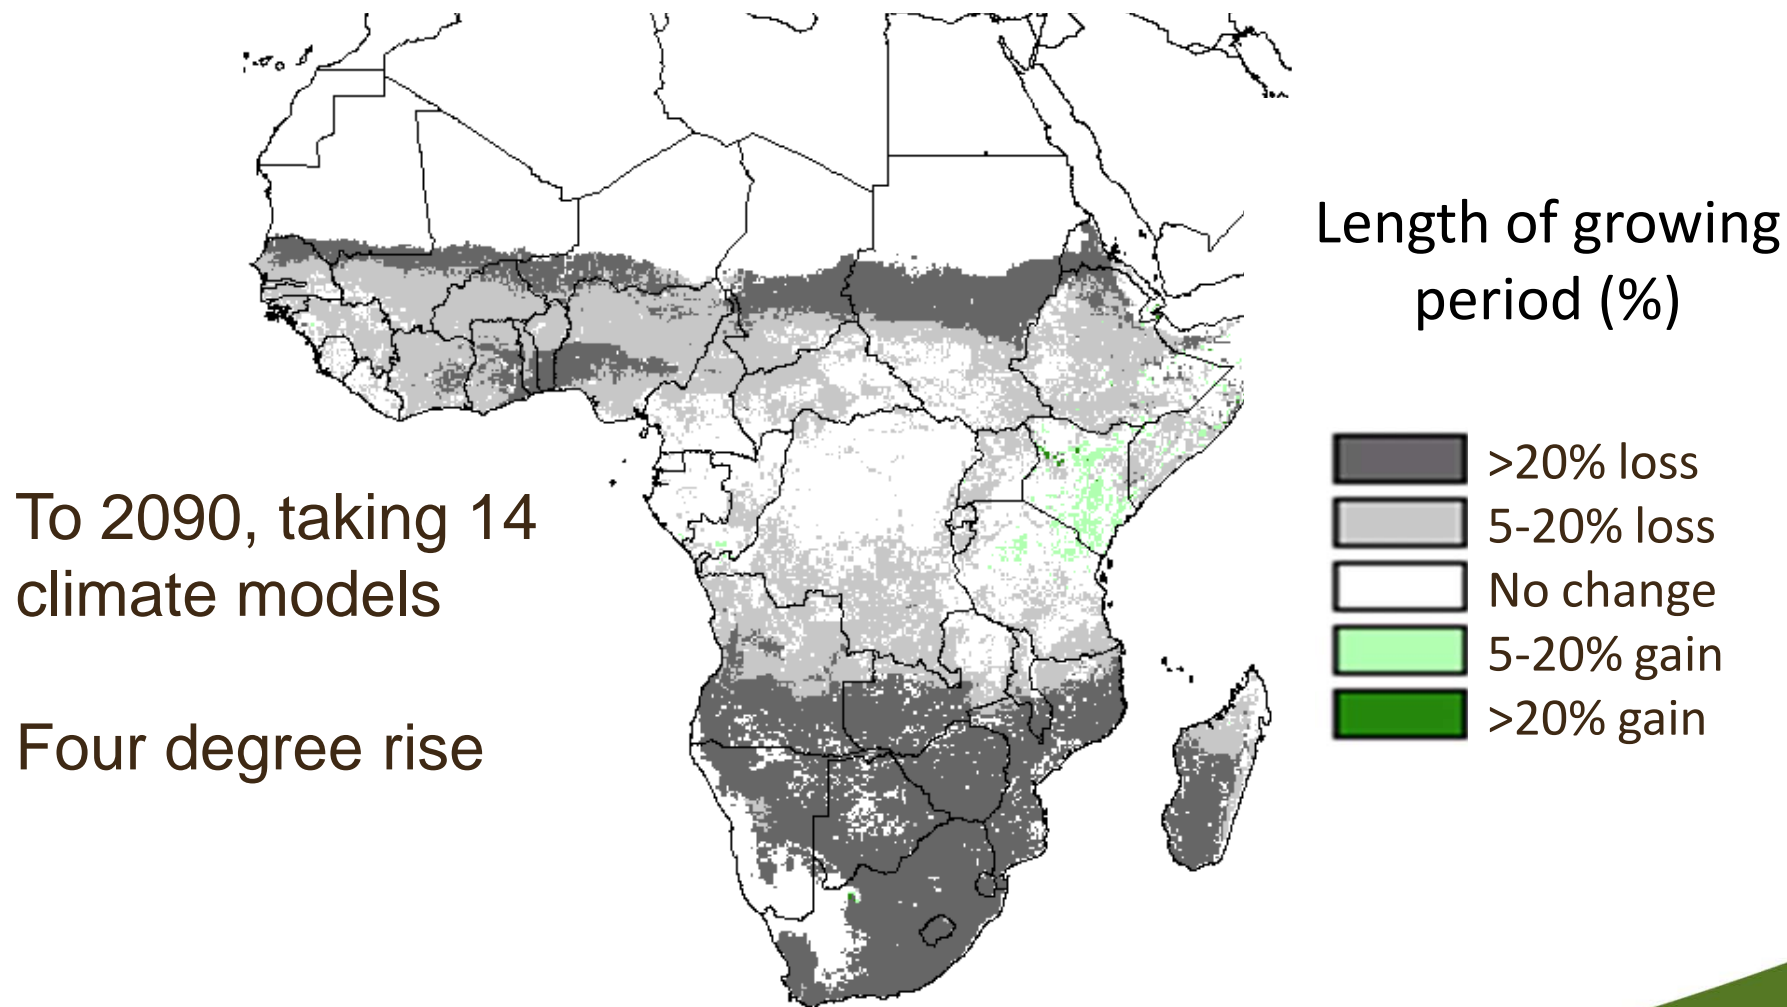 To 2090, taking 14
climate models
Four degree rise
Length of growing
period (%)
>20% loss
5-20% loss
No change
5-20% gain
>20% gain